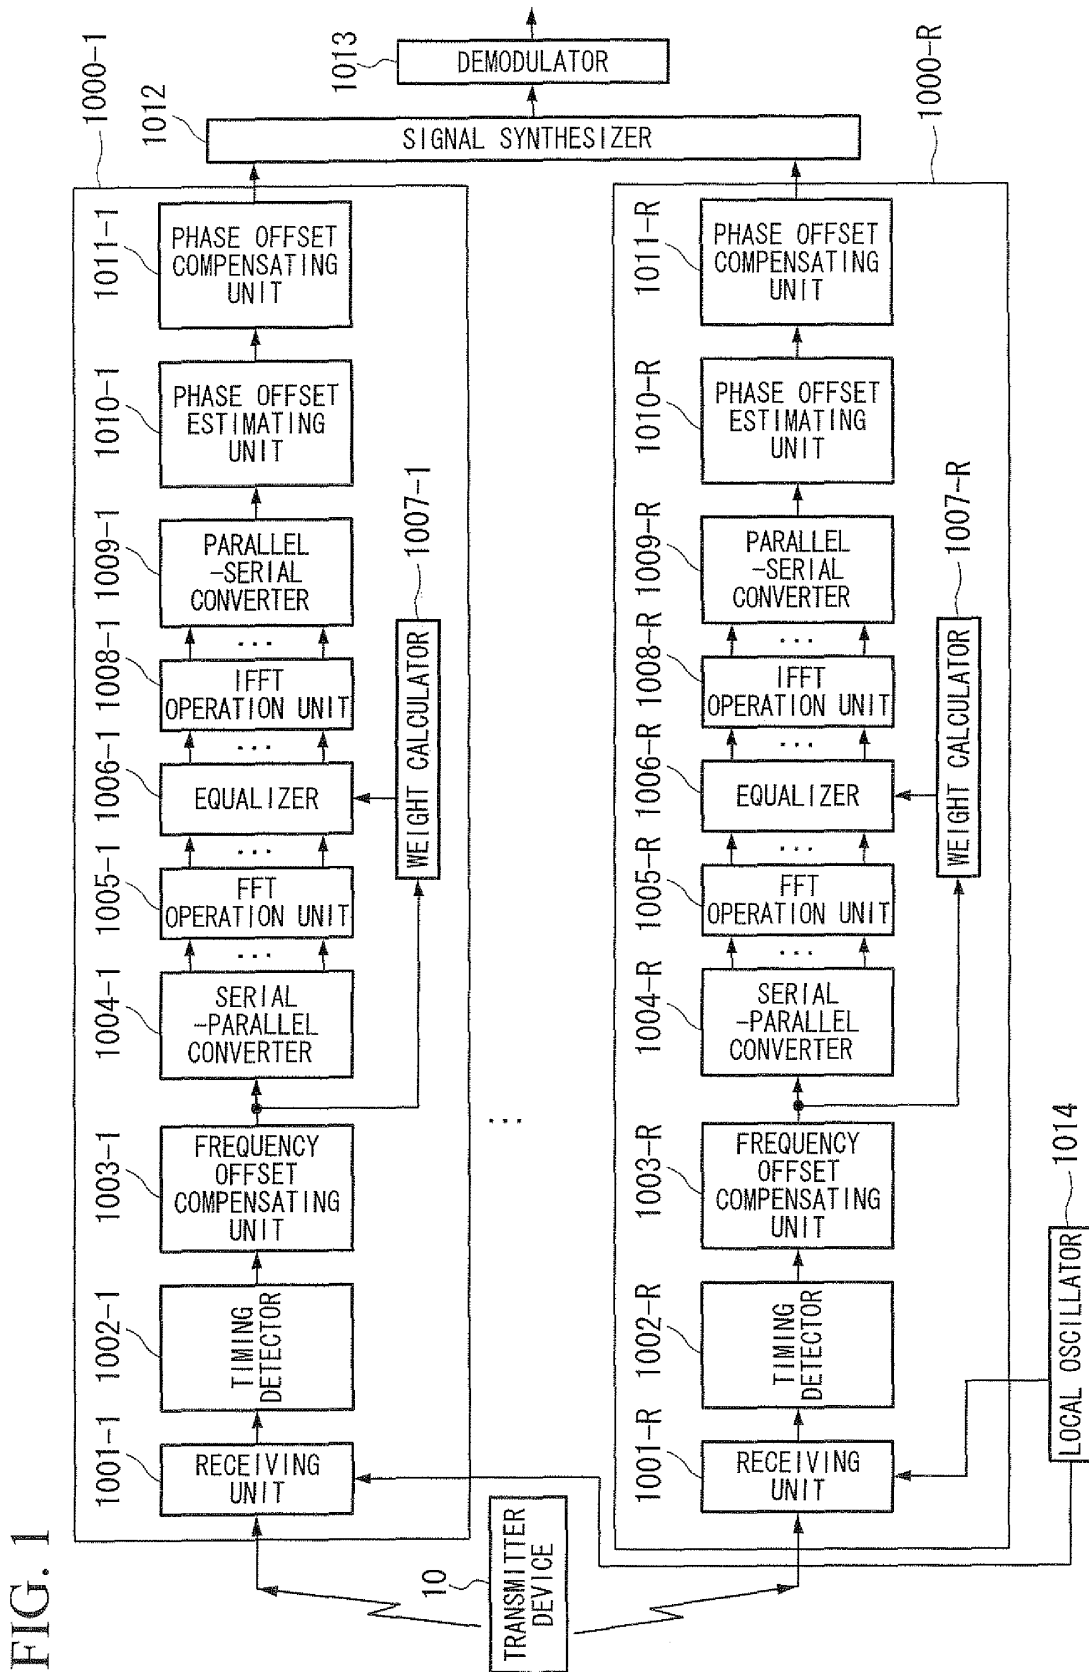 FIG. 1
1000-1
1001-1
RECEIVING
UNIT
1002-1
TIMING
DETECTOR
1003-1
FREQUENCY
OFFSET
COMPENSATING
UNIT
1004-1
SERIAL
-PARALLEL
CONVERTER
1005-1
FFT
OPERATION UNIT
1006-1
EQUALIZER
1007-1
WEIGHT CALCULATOR
1008-1
IFFT
OPERATION UNIT
1009-1
PARALLEL
-SERIAL
CONVERTER
1010-1
PHASE OFFSET
ESTIMATING
UNIT
1011-1
PHASE OFFSET
COMPENSATING
UNIT
1012
SIGNAL SYNTHESIZER
1013
DEMODULATOR
10
TRANSMITTER
DEVICE
...
1000-R
1001-R
RECEIVING
UNIT
1002-R
TIMING
DETECTOR
1003-R
FREQUENCY
OFFSET
COMPENSATING
UNIT
1004-R
SERIAL
-PARALLEL
CONVERTER
1005-R
FFT
OPERATION UNIT
1006-R
EQUALIZER
1007-R
WEIGHT CALCULATOR
1008-R
IFFT
OPERATION UNIT
1009-R
PARALLEL
-SERIAL
CONVERTER
1010-R
PHASE OFFSET
ESTIMATING
UNIT
1011-R
PHASE OFFSET
COMPENSATING
UNIT
1014
LOCAL OSCILLATOR